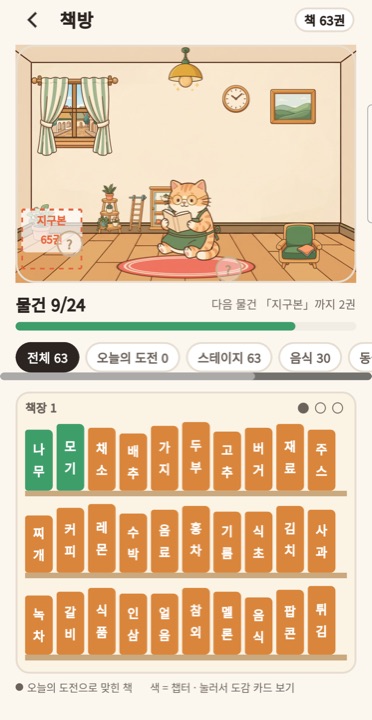 책방
책 63권
지구본
65권
?
?
물건 9/24
다음 물건 「지구본」까지 2권
전체 63
오늘의 도전 0
스테이지 63
음식 30
동
책장 1
나무
모기
채소
배추
가지
두부
고추
버거
재료
주스
찌개
커피
레몬
수박
음료
홍차
기름
식초
김치
사과
녹차
갈비
식품
인삼
얼음
참외
멜론
음식
팝콘
튀김
오늘의 도전으로 맞힌 책
색 = 챕터 · 눌러서 도감 카드 보기